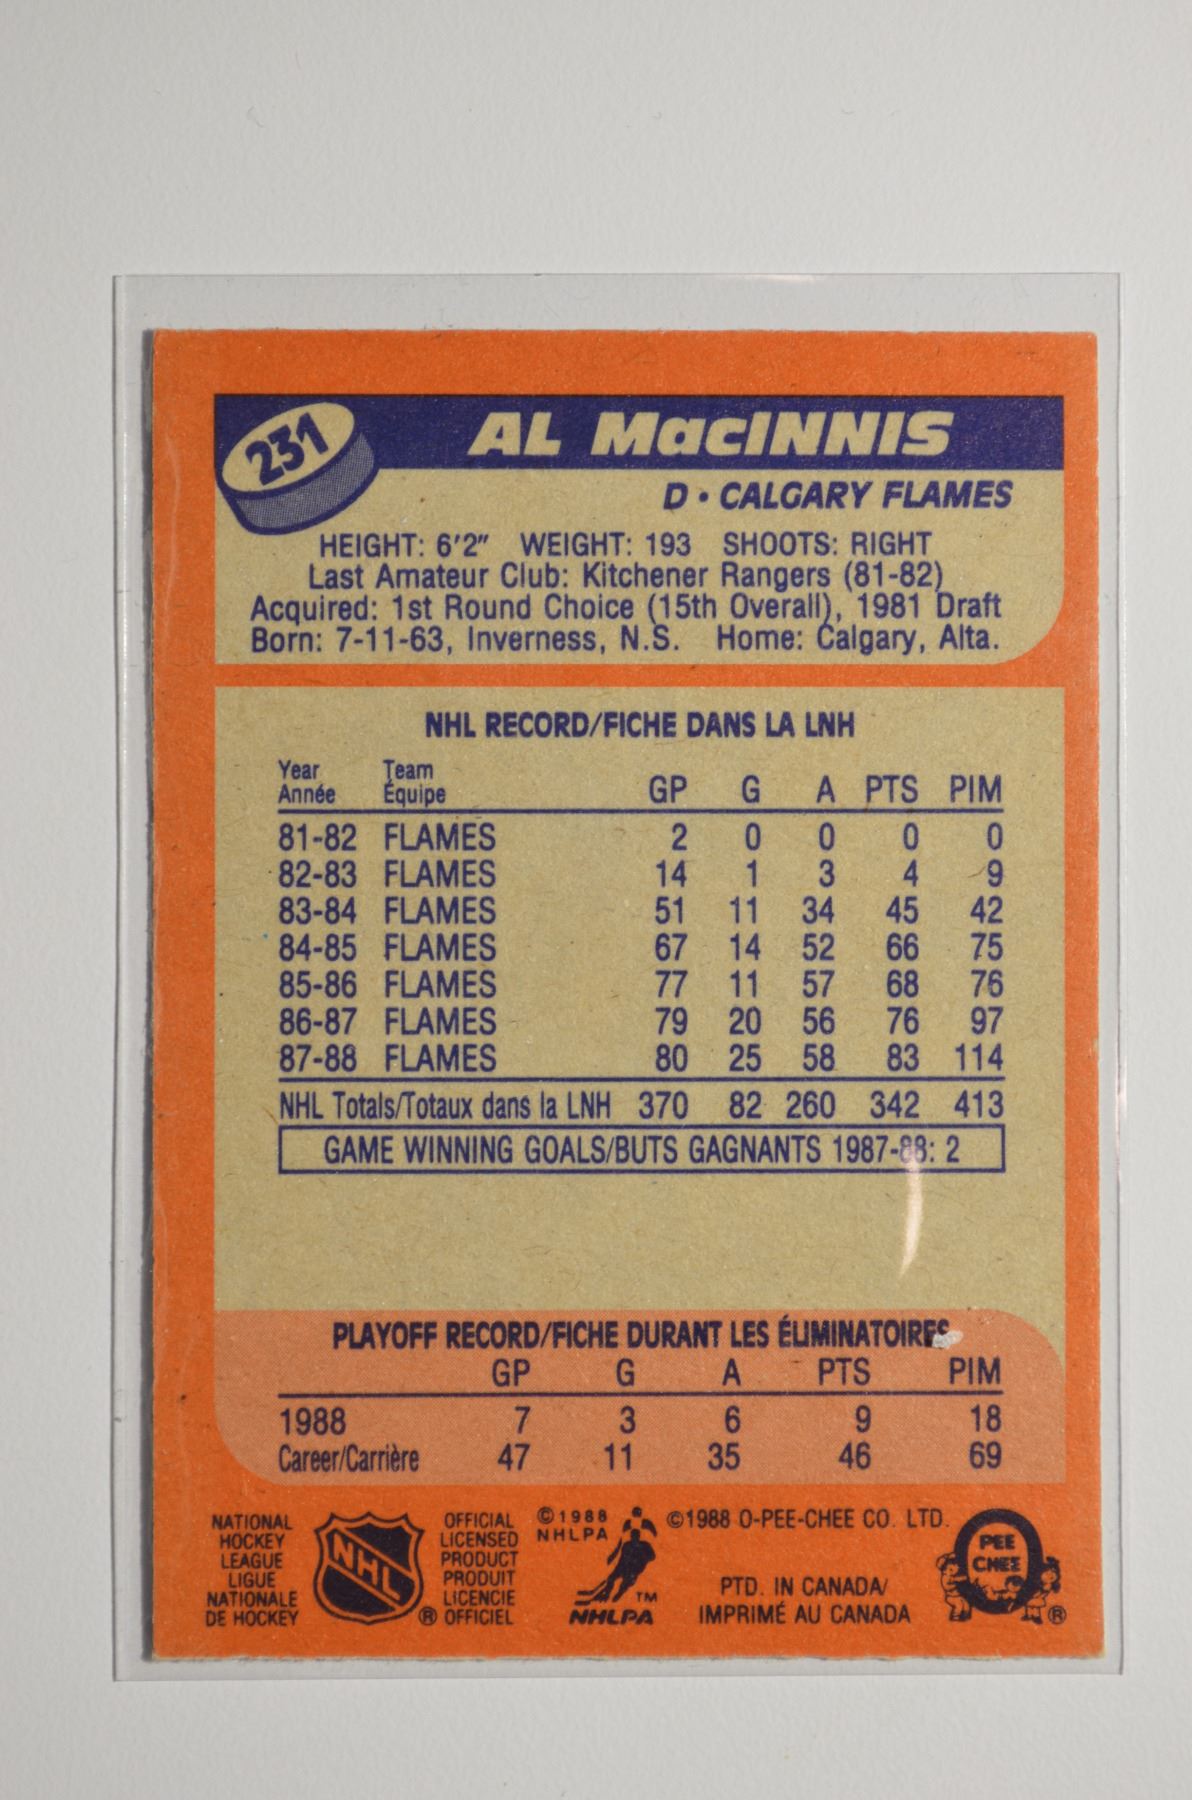 231
AL MacINNIS
D • CALGARY FLAMES
HEIGHT: 6'2" WEIGHT: 193 SHOOTS: RIGHT
Last Amateur Club: Kitchener Rangers (81-82)
Acquired: 1st Round Choice (15th Overall), 1981 Draft
Born: 7-11-63, Inverness, N.S. Home: Calgary, Alta.
NHL RECORD/FICHE DANS LA LNH
Year Team
Année Équipe GP G A PTS PIM
81-82 FLAMES 2 0 0 0 0
82-83 FLAMES 14 1 3 4 9
83-84 FLAMES 51 11 34 45 42
84-85 FLAMES 67 14 52 66 75
85-86 FLAMES 77 11 57 68 76
86-87 FLAMES 79 20 56 76 97
87-88 FLAMES 80 25 58 83 114
NHL Totals/Totaux dans la LNH 370 82 260 342 413
GAME WINNING GOALS/BUTS GAGNANTS 1987-88: 2
PLAYOFF RECORD/FICHE DURANT LES ÉLIMINATOIRES
GP G A PTS PIM
1988 7 3 6 9 18
Career/Carrière 47 11 35 46 69
NATIONAL
HOCKEY
LEAGUE
LIGUE
NATIONALE
DE HOCKEY
NHL
®
OFFICIAL
LICENSED
PRODUCT
PRODUIT
LICENCIE
OFFICIEL
©1988
NHLPA
TM
NHLPA
©1988 O-PEE-CHEE CO. LTD.
PTD. IN CANADA/
IMPRIMÉ AU CANADA
PEE
CHEE
®